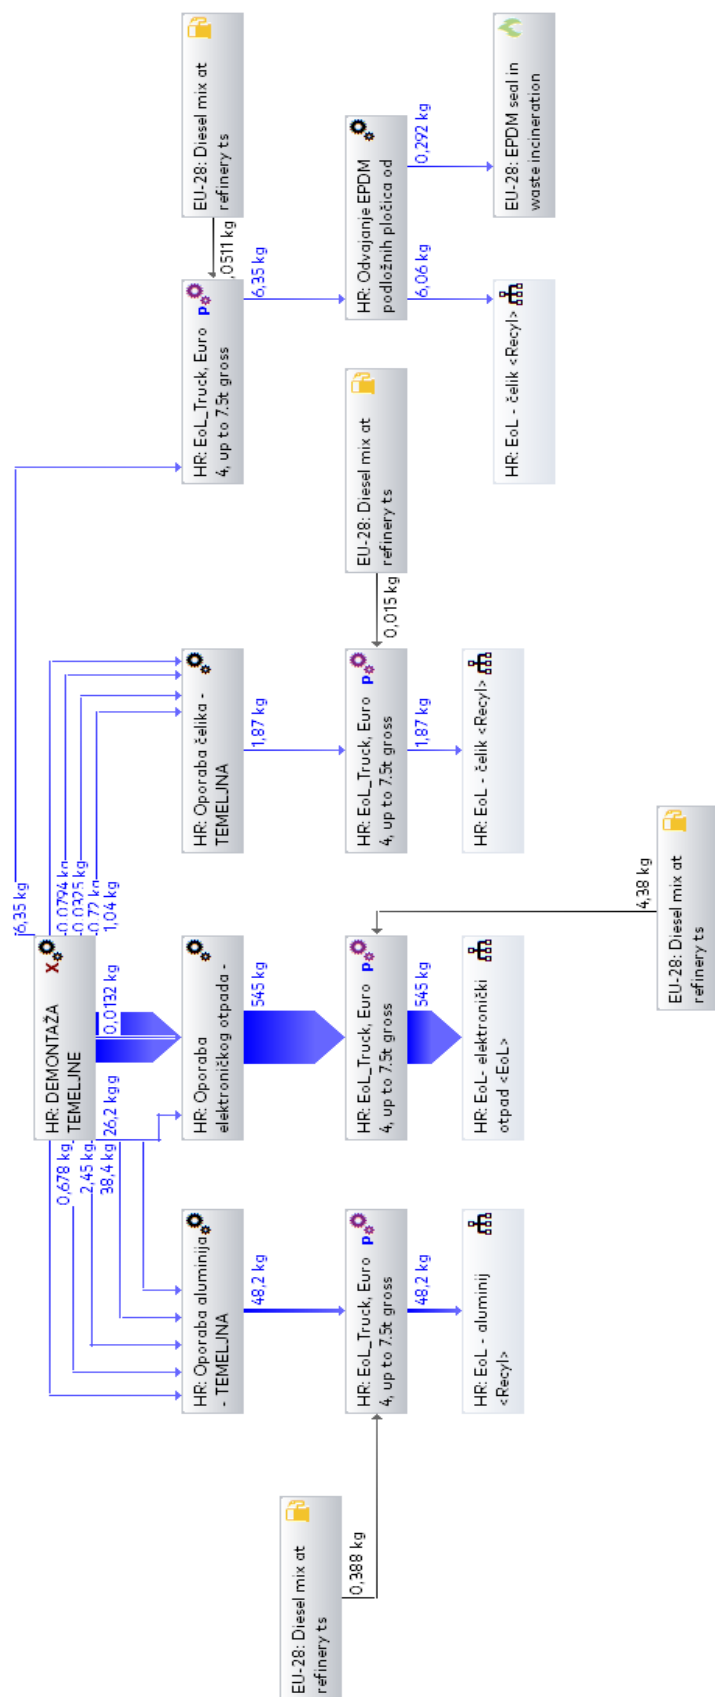 EU-28: Diesel mix at
refinery ts
EU-28: EPDM seal in
waste incineration
HR: Odvajanje EPDM
podložnih pločica od
0,292 kg
,0511 kg
6,35 kg
6,06 kg
HR: EoL_Truck, Euro
4, up to 7.5t gross
p
HR: EoL - čelik <Recyl>
EU-28: Diesel mix at
refinery ts
0,015 kg
HR: Oporaba čelika -
TEMELJNA
1,87 kg
HR: EoL_Truck, Euro
4, up to 7.5t gross
p
1,87 kg
HR: EoL - čelik <Recyl>
6,35 kg
0,0794 kg
0,0325 kg
0,72 kg
1,04 kg
HR: DEMONTAŽA
TEMELJNE
X
0,0132 kg
HR: Oporaba
elektroničkog otpada -
545 kg
HR: EoL_Truck, Euro
4, up to 7.5t gross
p
545 kg
HR: EoL- elektronički
otpad <EoL>
4,38 kg
EU-28: Diesel mix at
refinery ts
0,678 kg
2,45 kg
38,4 kg
26,2 kg
HR: Oporaba aluminija
- TEMELJNA
48,2 kg
HR: EoL_Truck, Euro
4, up to 7.5t gross
p
48,2 kg
HR: EoL - aluminij
<Recyl>
0,388 kg
EU-28: Diesel mix at
refinery ts